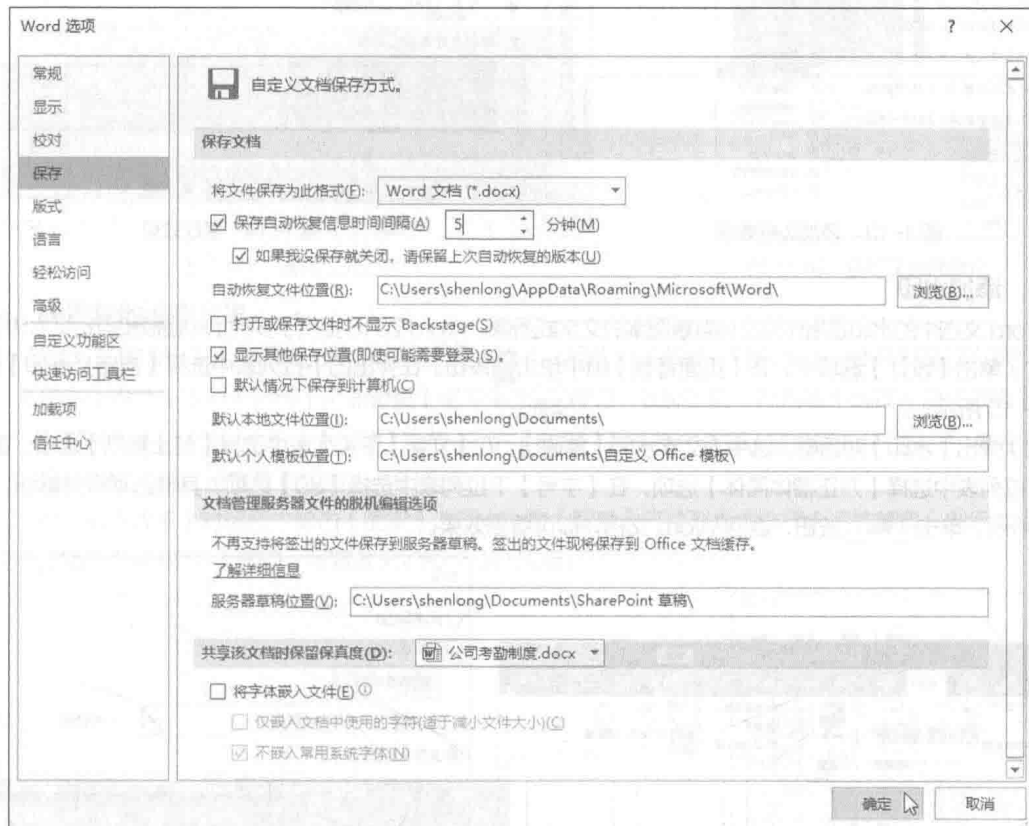 Word 选项
? ×
常规
显示
校对
保存
版式
语言
轻松访问
高级
自定义功能区
快速访问工具栏
加载项
信任中心
自定义文档保存方式。
保存文档
将文件保存为此格式(F): Word 文档 (*.docx)
保存自动恢复信息时间间隔(A) 5 分钟(M)
如果我没保存就关闭，请保留上次自动恢复的版本(U)
自动恢复文件位置(R): C:\Users\shenlong\AppData\Roaming\Microsoft\Word\ 浏览(B)...
打开或保存文件时不显示 Backstage(S)
显示其他保存位置(即使可能需要登录)(S)。
默认情况下保存到计算机(C)
默认本地文件位置(I): C:\Users\shenlong\Documents\ 浏览(B)...
默认个人模板位置(T): C:\Users\shenlong\Documents\自定义 Office 模板\
文档管理服务器文件的脱机编辑选项
不再支持将签出的文件保存到服务器草稿。签出的文件现将保存到 Office 文档缓存。
了解详细信息
服务器草稿位置(V): C:\Users\shenlong\Documents\SharePoint 草稿\
共享该文档时保留保真度(D): 公司考勤制度.docx
将字体嵌入文件(E)
仅嵌入文档中使用的字符(适于减小文件大小)(C)
不嵌入常用系统字体(N)
确定 取消